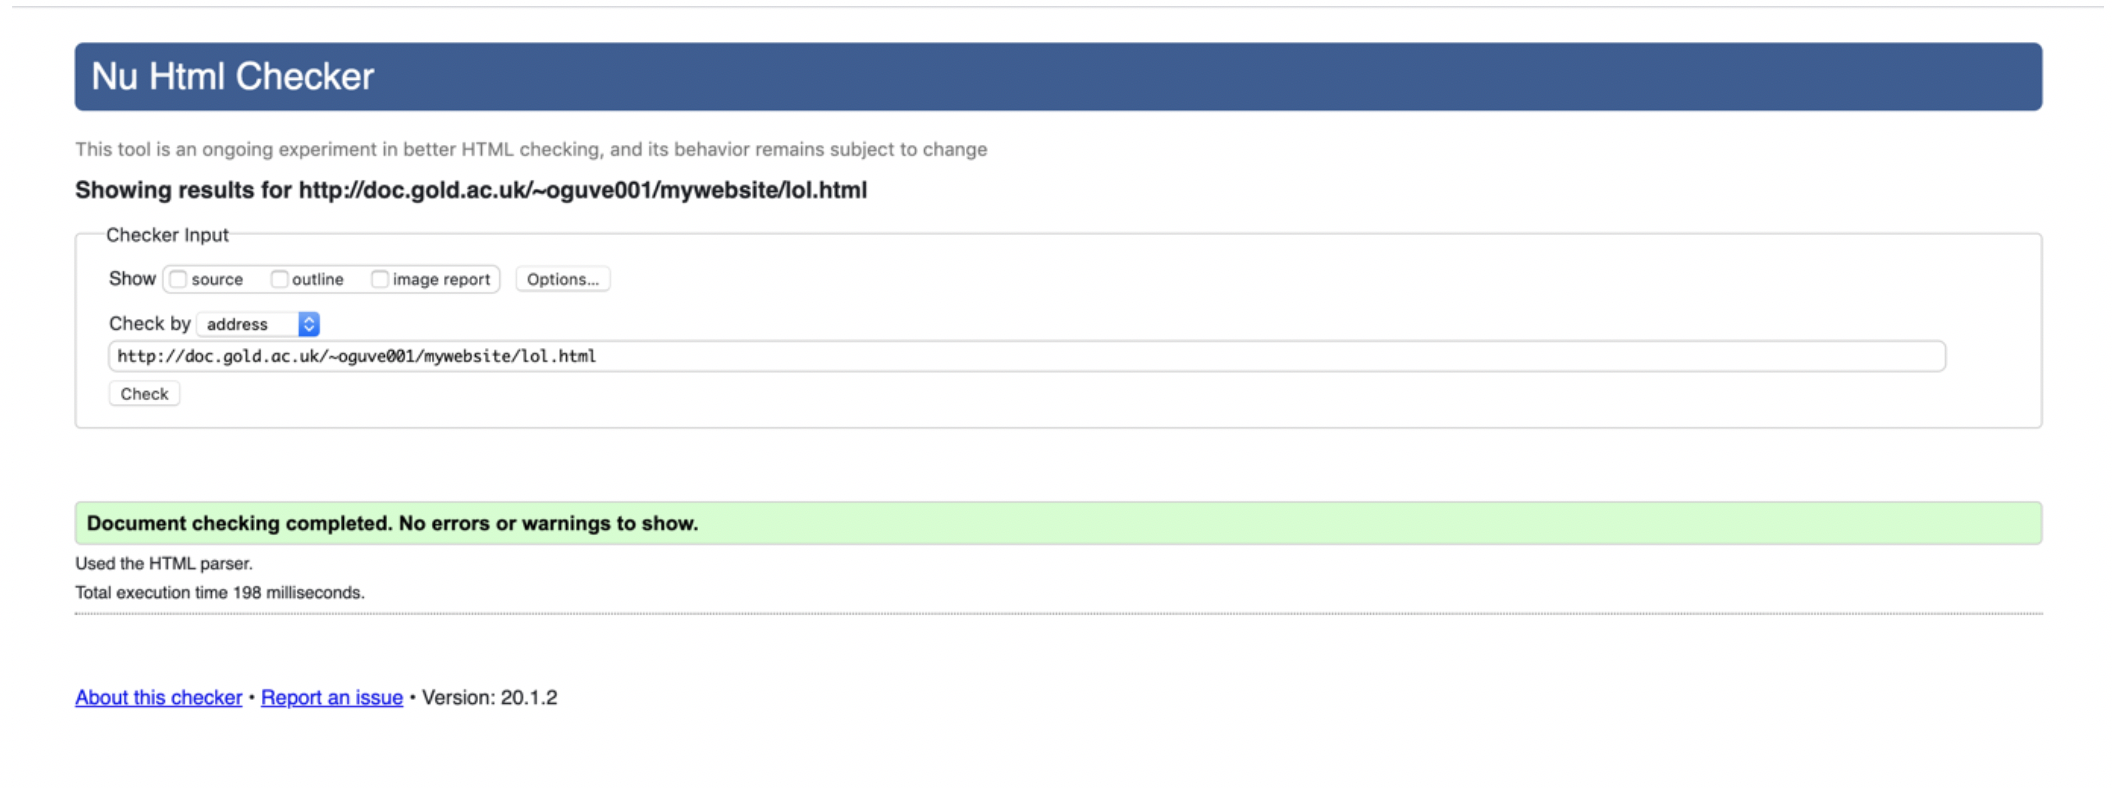 Nu Html Checker
This tool is an ongoing experiment in better HTML checking, and its behavior remains subject to change
Showing results for http://doc.gold.ac.uk/~oguve001/mywebsite/lol.html
Checker Input
Show source outline image report Options...
Check by address
http://doc.gold.ac.uk/~oguve001/mywebsite/lol.html
Check
Document checking completed. No errors or warnings to show.
Used the HTML parser.
Total execution time 198 milliseconds.
About this checker • Report an issue • Version: 20.1.2